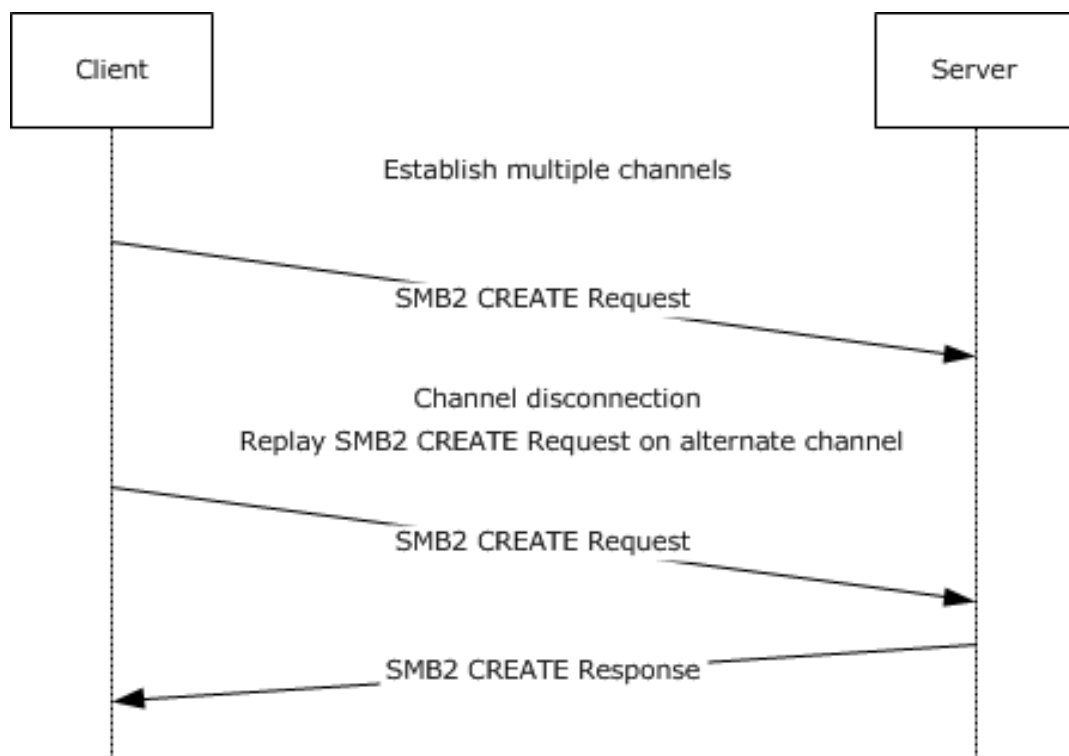 Client
Server
Establish multiple channels
SMB2 CREATE Request
Channel disconnection
Replay SMB2 CREATE Request on alternate channel
SMB2 CREATE Request
SMB2 CREATE Response